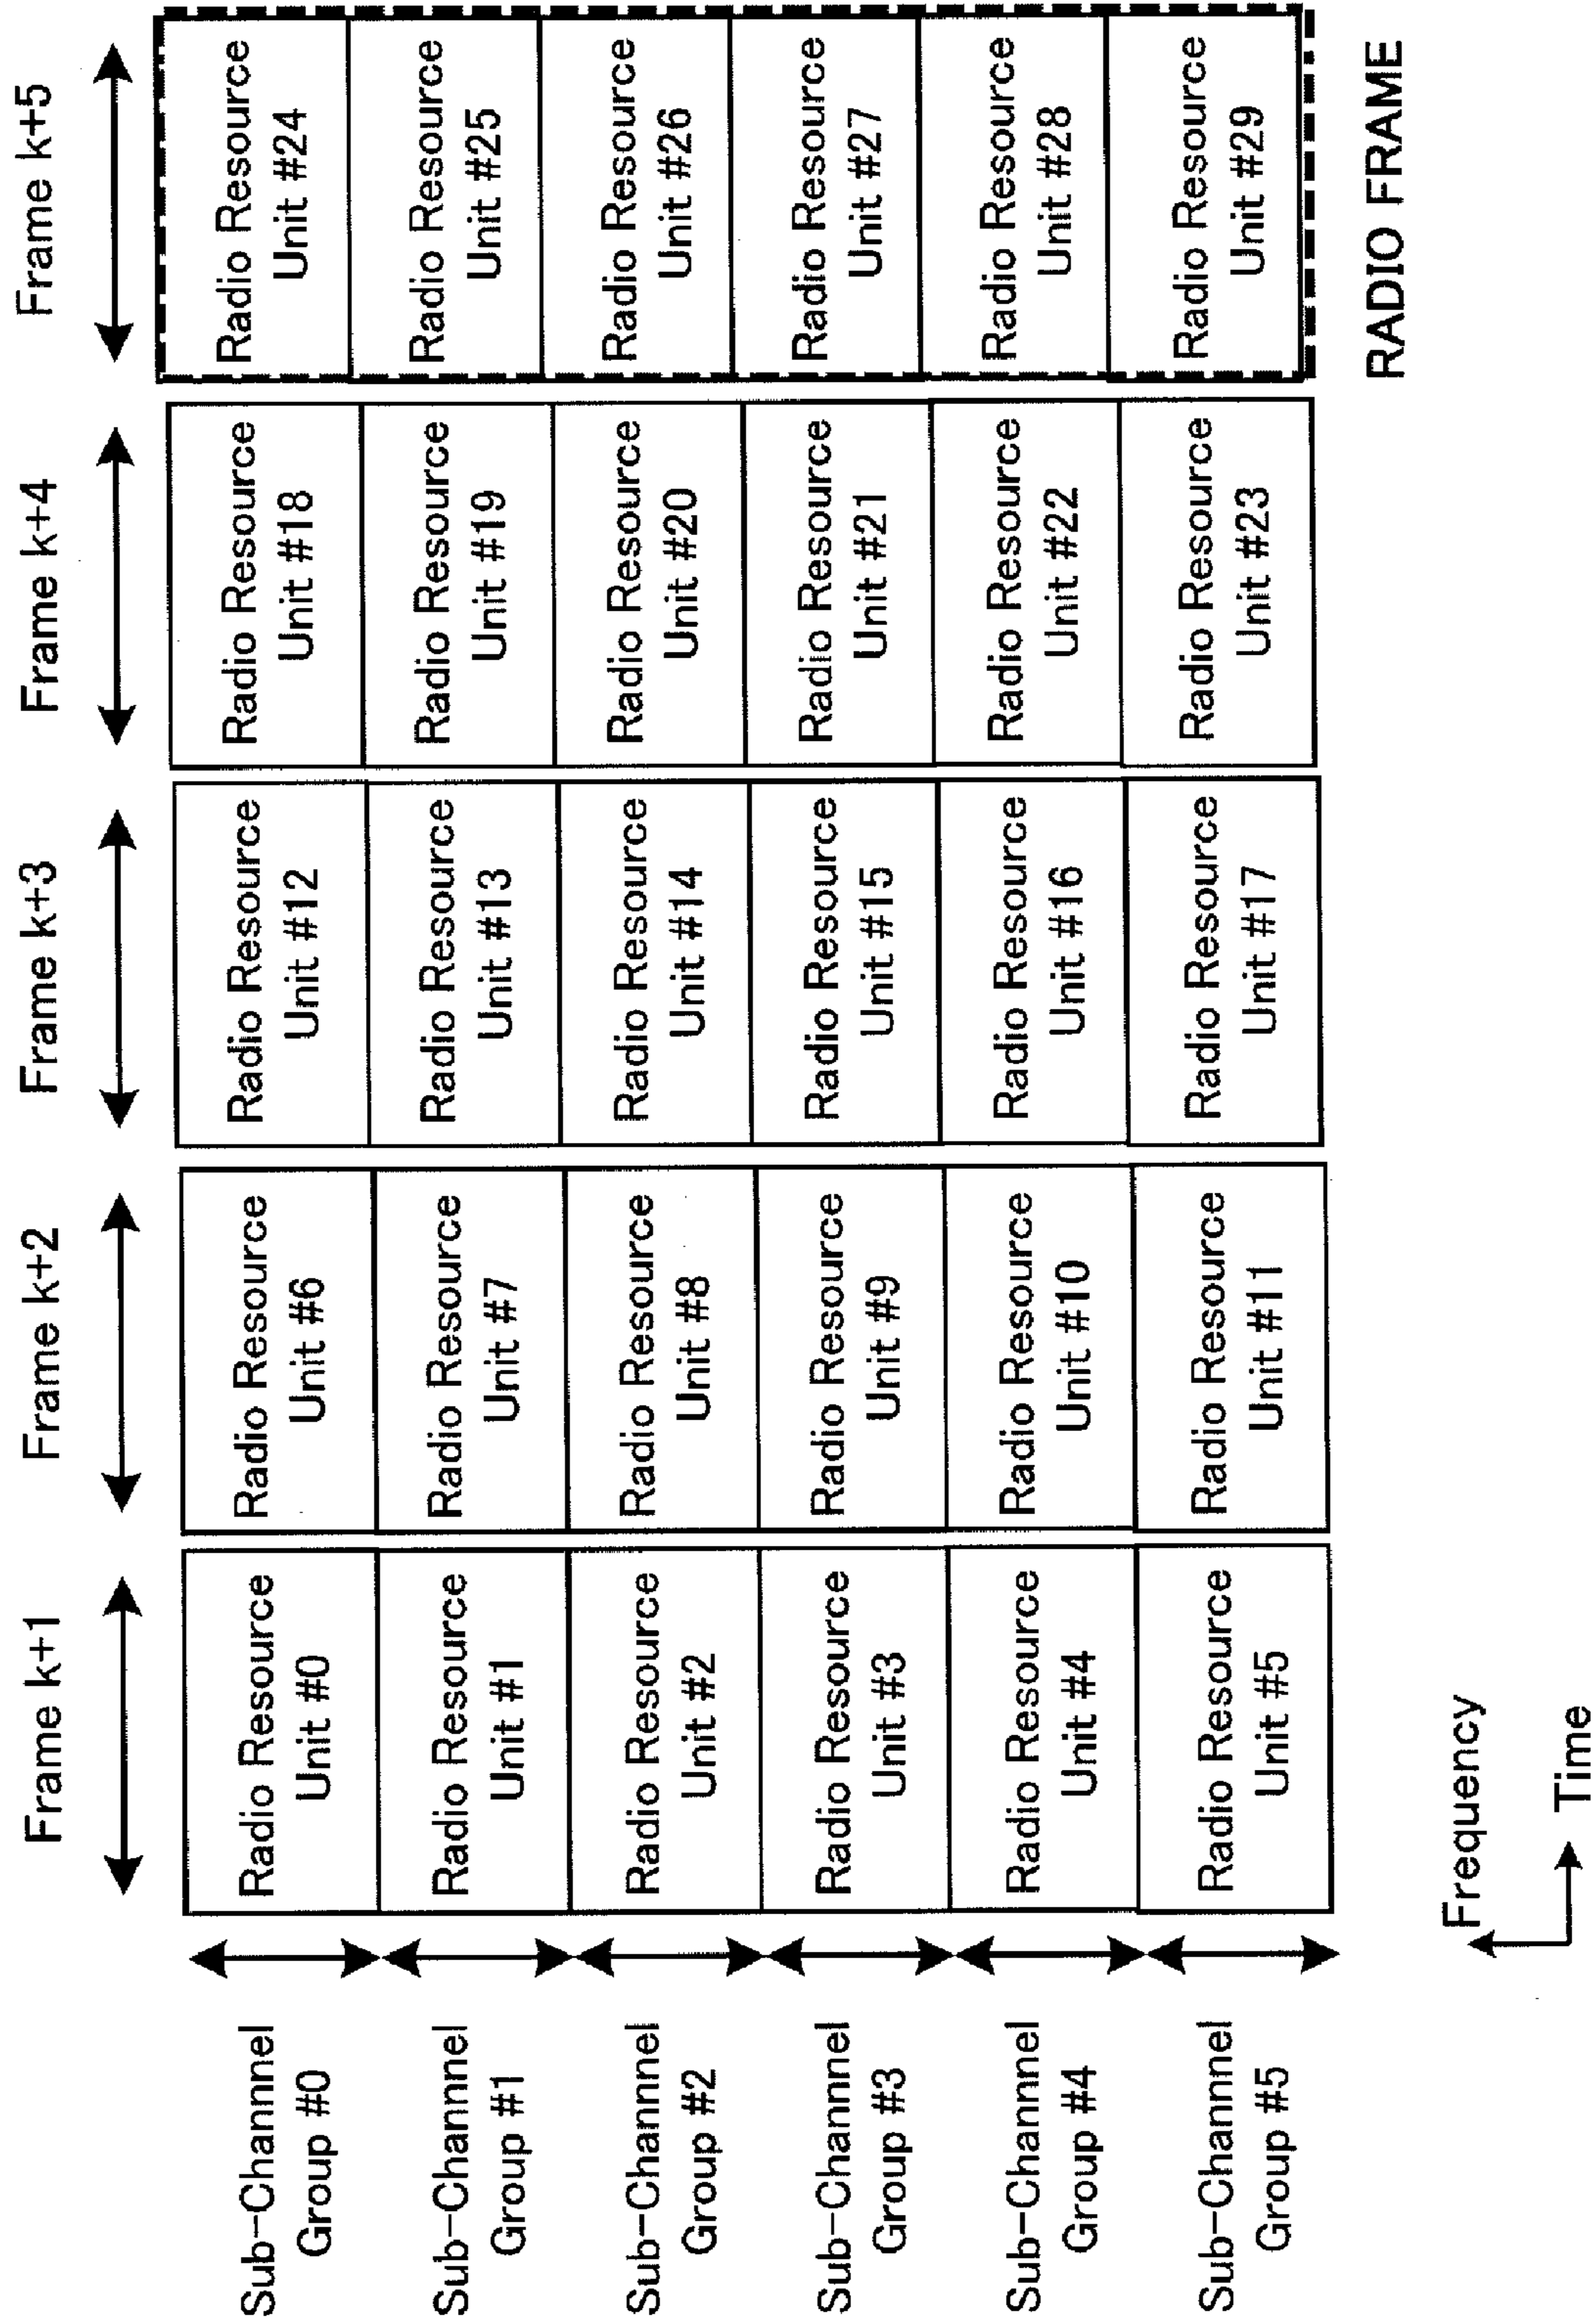 Frame k+1
Frame k+2
Frame k+3
Frame k+4
Frame k+5
Sub-Channel
Group #0
Radio Resource
Unit #0
Radio Resource
Unit #6
Radio Resource
Unit #12
Radio Resource
Unit #18
Radio Resource
Unit #24
Sub-Channel
Group #1
Radio Resource
Unit #1
Radio Resource
Unit #7
Radio Resource
Unit #13
Radio Resource
Unit #19
Radio Resource
Unit #25
Sub-Channel
Group #2
Radio Resource
Unit #2
Radio Resource
Unit #8
Radio Resource
Unit #14
Radio Resource
Unit #20
Radio Resource
Unit #26
Sub-Channel
Group #3
Radio Resource
Unit #3
Radio Resource
Unit #9
Radio Resource
Unit #15
Radio Resource
Unit #21
Radio Resource
Unit #27
Sub-Channel
Group #4
Radio Resource
Unit #4
Radio Resource
Unit #10
Radio Resource
Unit #16
Radio Resource
Unit #22
Radio Resource
Unit #28
Sub-Channel
Group #5
Radio Resource
Unit #5
Radio Resource
Unit #11
Radio Resource
Unit #17
Radio Resource
Unit #23
Radio Resource
Unit #29
RADIO FRAME
Frequency
Time